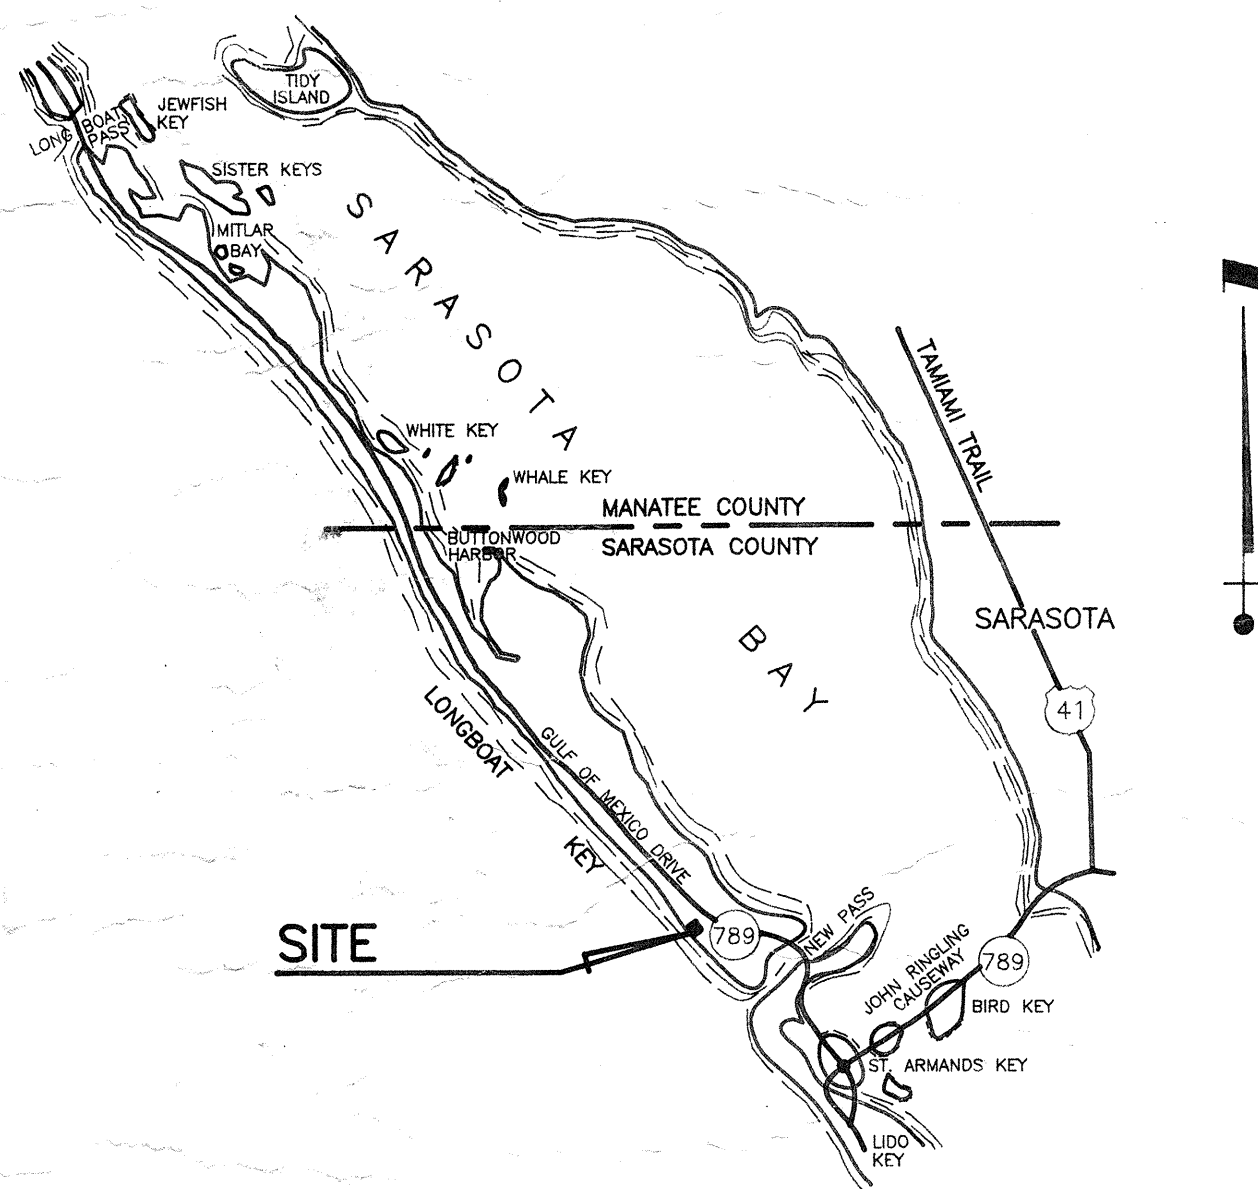 TIDY
ISLAND
JEWFISH
KEY
LONG BOAT
PASS
SISTER KEYS
MITLAR
BAY
SARASOTA
BAY
TAMIAMI TRAIL
WHITE KEY
WHALE KEY
MANATEE COUNTY
SARASOTA COUNTY
BUTTONWOOD
HARBOR
SARASOTA
41
LONGBOAT
KEY
GULF OF MEXICO DRIVE
SITE
789
NEW PASS
JOHN RINGLING
CAUSEWAY
789
BIRD KEY
ST. ARMANDS KEY
LIDO
KEY